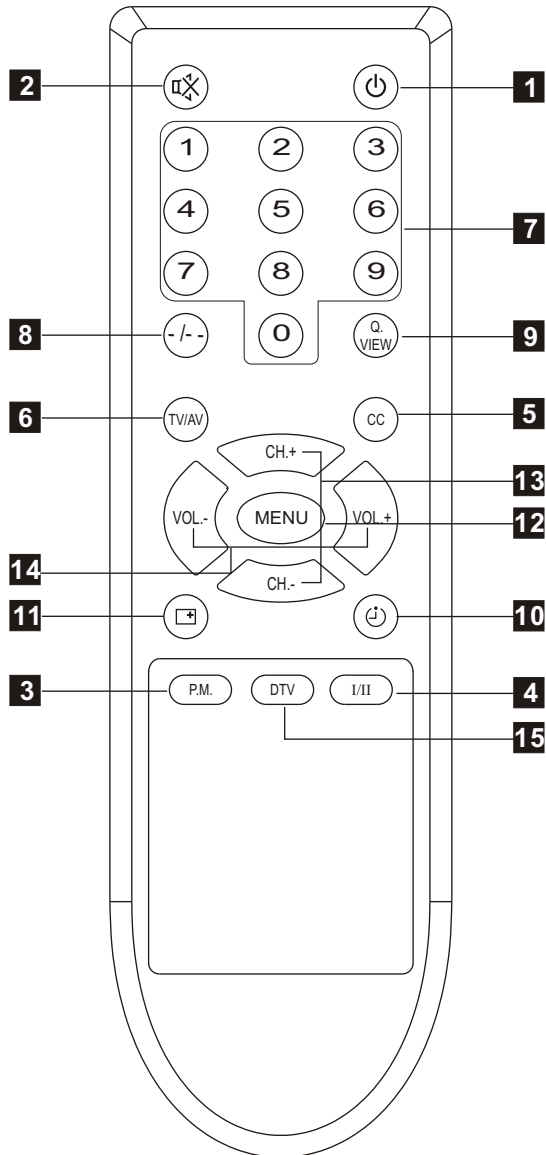 2 1
1 2 3
4 5 6
7
7 8 9
8 -/-- 0 Q. VIEW 9
6 TV/AV CC 5
CH.+
13
VOL.- MENU VOL.+ 12
14
CH.-
11 10
3 P.M. DTV I/II 4
15